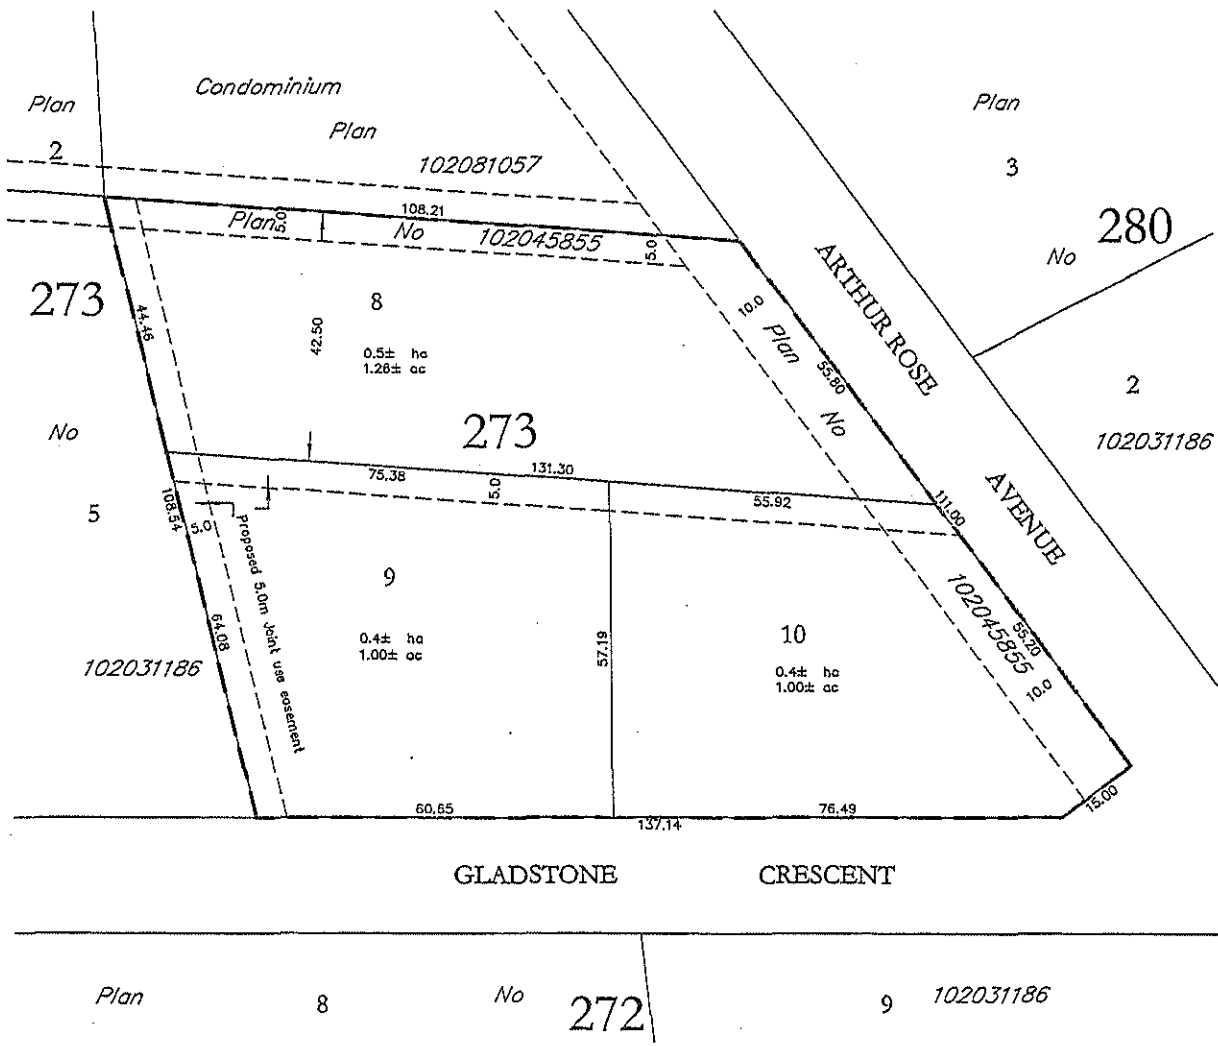 Condominium
Plan
Plan
Plan
3
2
102081057
108.21
Plan
5.0
No
102045855
5.0
280
No
ARTHUR ROSE
AVENUE
273
44.46
8
42.50
0.5± ha
1.28± ac
10.0
Plan
55.80
No
2
102031186
No
273
131.30
75.38
5.0
55.92
111.00
5
108.54
5.0
Proposed 5.0m Joint use easement
9
0.4± ha
1.00± ac
57.19
10
0.4± ha
1.00± ac
102045855
55.20
10.0
64.08
102031186
60.65
137.14
76.49
15.00
GLADSTONE CRESCENT
Plan
8
No
272
9
102031186